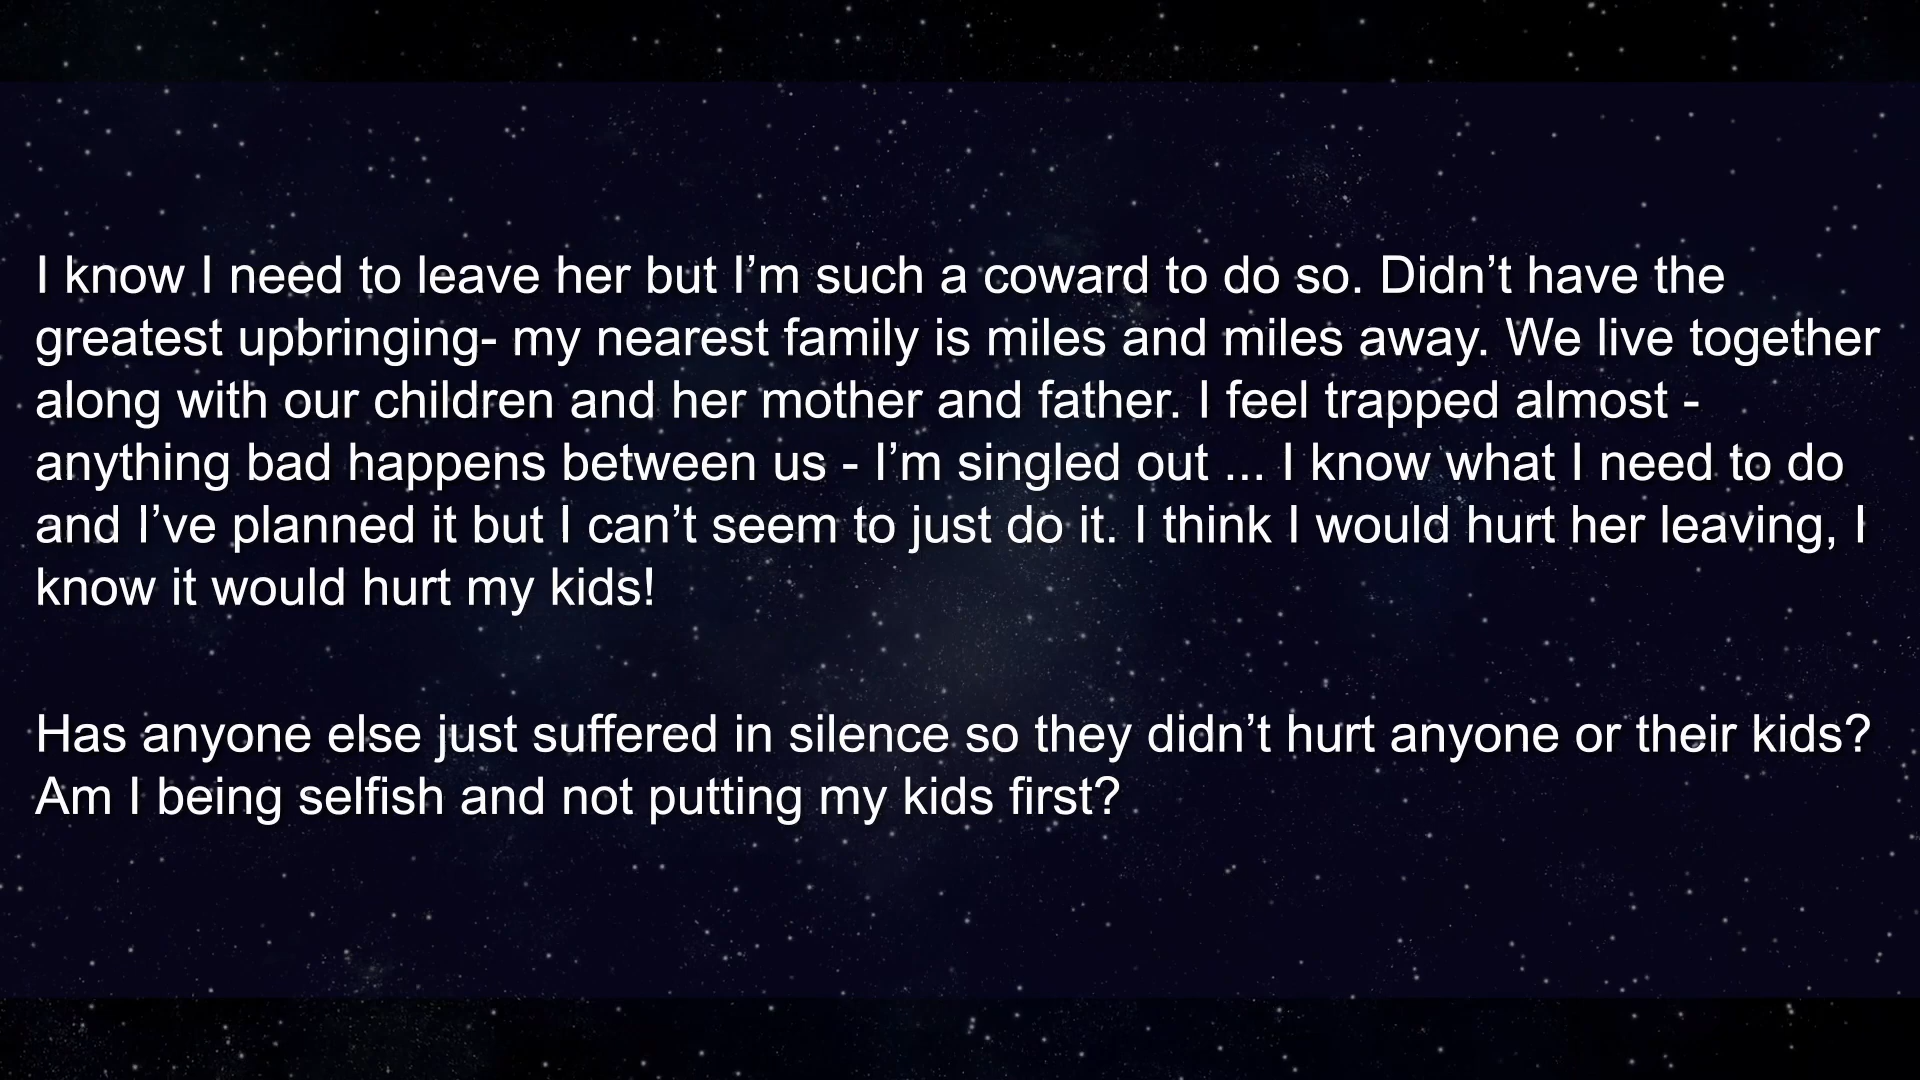 I know I need to leave her but I’m such a coward to do so. Didn’t have the
greatest upbringing- my nearest family is miles and miles away. We live together
along with our children and her mother and father. I feel trapped almost -
anything bad happens between us - I’m singled out ... I know what I need to do
and I’ve planned it but I can’t seem to just do it. I think I would hurt her leaving, I
know it would hurt my kids!
Has anyone else just suffered in silence so they didn’t hurt anyone or their kids?
Am I being selfish and not putting my kids first?